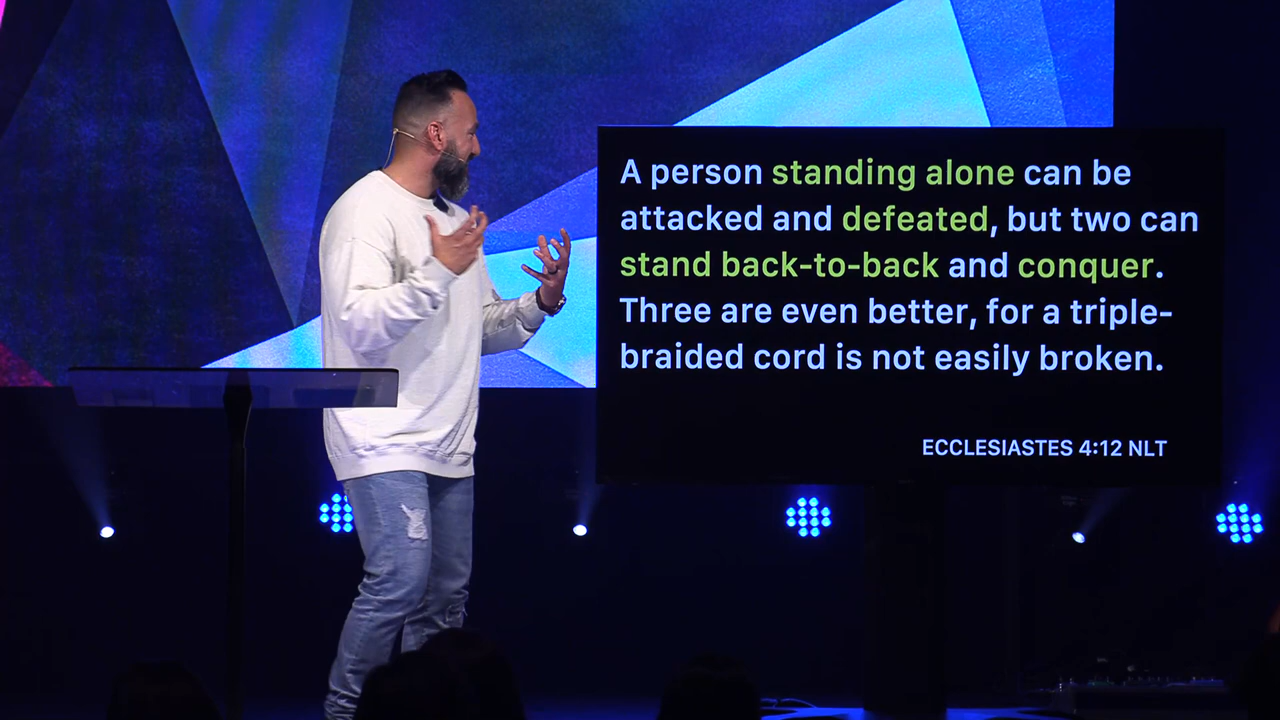 A person standing alone can be
attacked and defeated, but two can
stand back-to-back and conquer.
Three are even better, for a triple-
braided cord is not easily broken.
ECCLESIASTES 4:12 NLT